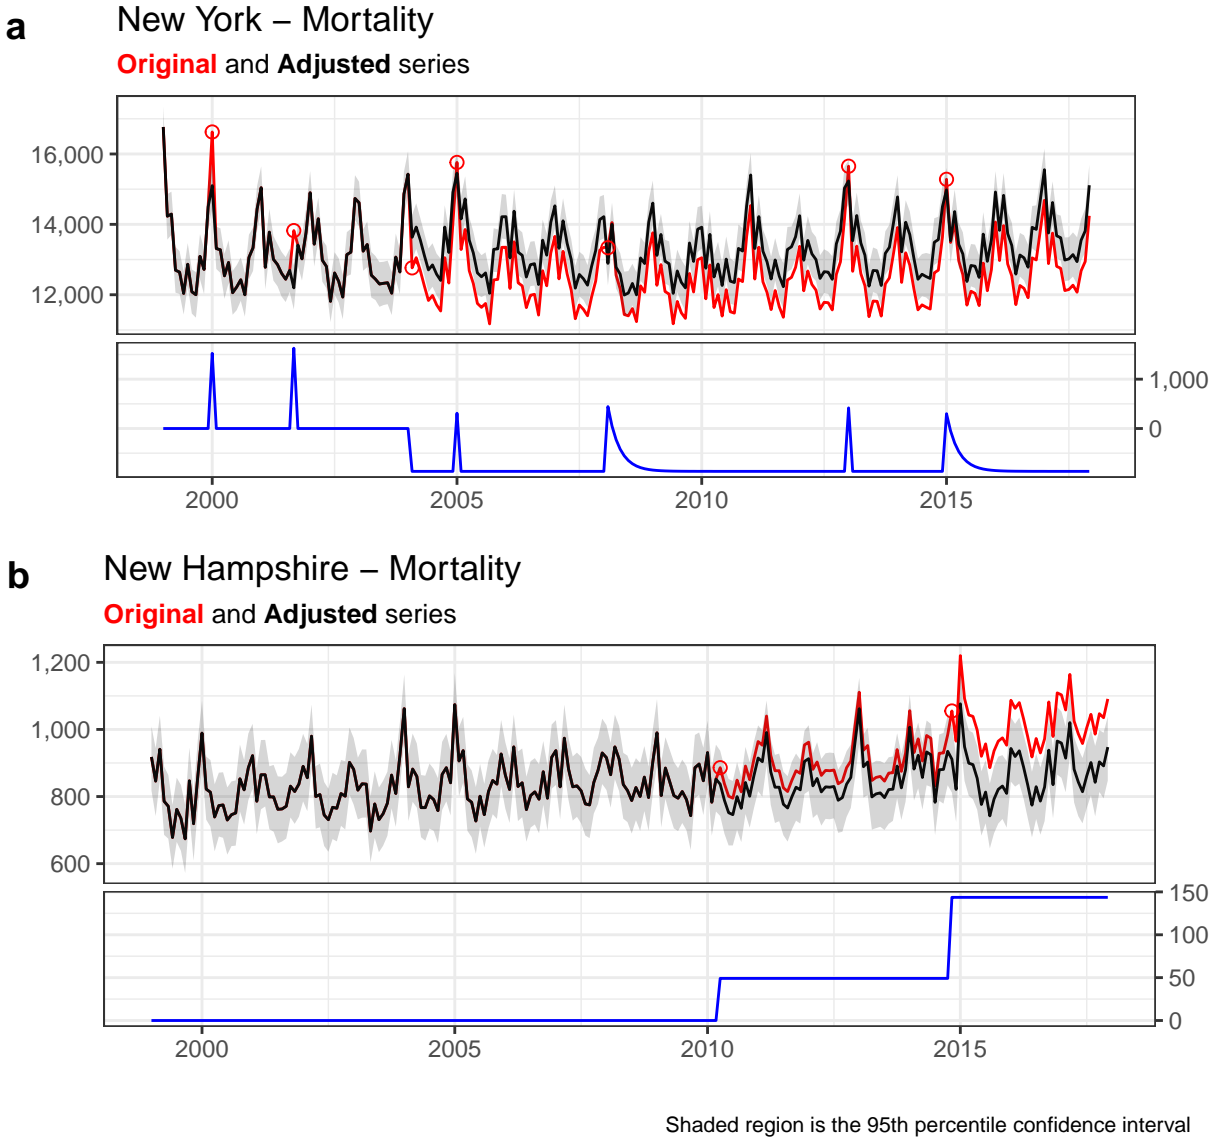 a
New York – Mortality
Original and Adjusted series
16,000
14,000
12,000
1,000
0
2000 2005 2010 2015
b
New Hampshire – Mortality
Original and Adjusted series
1,200
1,000
800
600
150
100
50
0
2000 2005 2010 2015
Shaded region is the 95th percentile confidence interval